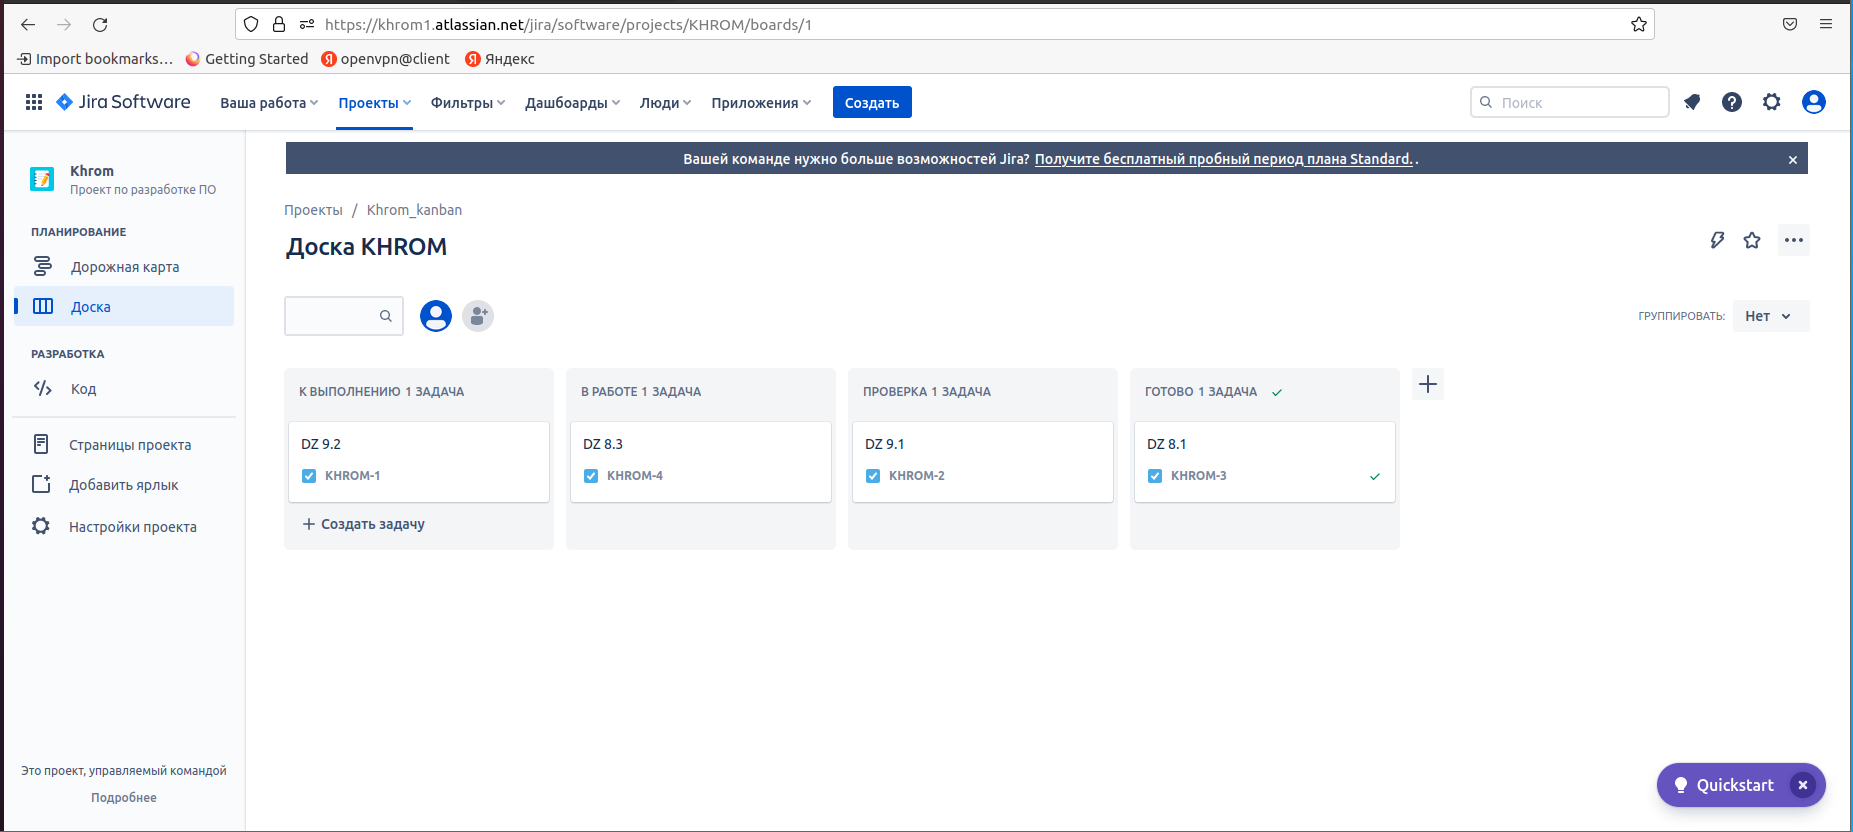 https://khrom1.atlassian.net/jira/software/projects/KHROM/boards/1
Import bookmarks... Getting Started openvpn@client Яндекс
Jira Software Ваша работа Проекты Фильтры Дашбоарды Люди Приложения Создать Поиск
Вашей команде нужно больше возможностей Jira? Получите бесплатный пробный период плана Standard. .
Khrom
Проект по разработке ПО
ПЛАНИРОВАНИЕ
Дорожная карта
Доска
РАЗРАБОТКА
Код
Страницы проекта
Добавить ярлык
Настройки проекта
Это проект, управляемый командой
Подробнее
Проекты / Khrom_kanban
Доска KHROM
ГРУППИРОВАТЬ: Нет
К ВЫПОЛНЕНИЮ 1 ЗАДАЧА
DZ 9.2
KHROM-1
+ Создать задачу
В РАБОТЕ 1 ЗАДАЧА
DZ 8.3
KHROM-4
ПРОВЕРКА 1 ЗАДАЧА
DZ 9.1
KHROM-2
ГОТОВО 1 ЗАДАЧА
DZ 8.1
KHROM-3
Quickstart